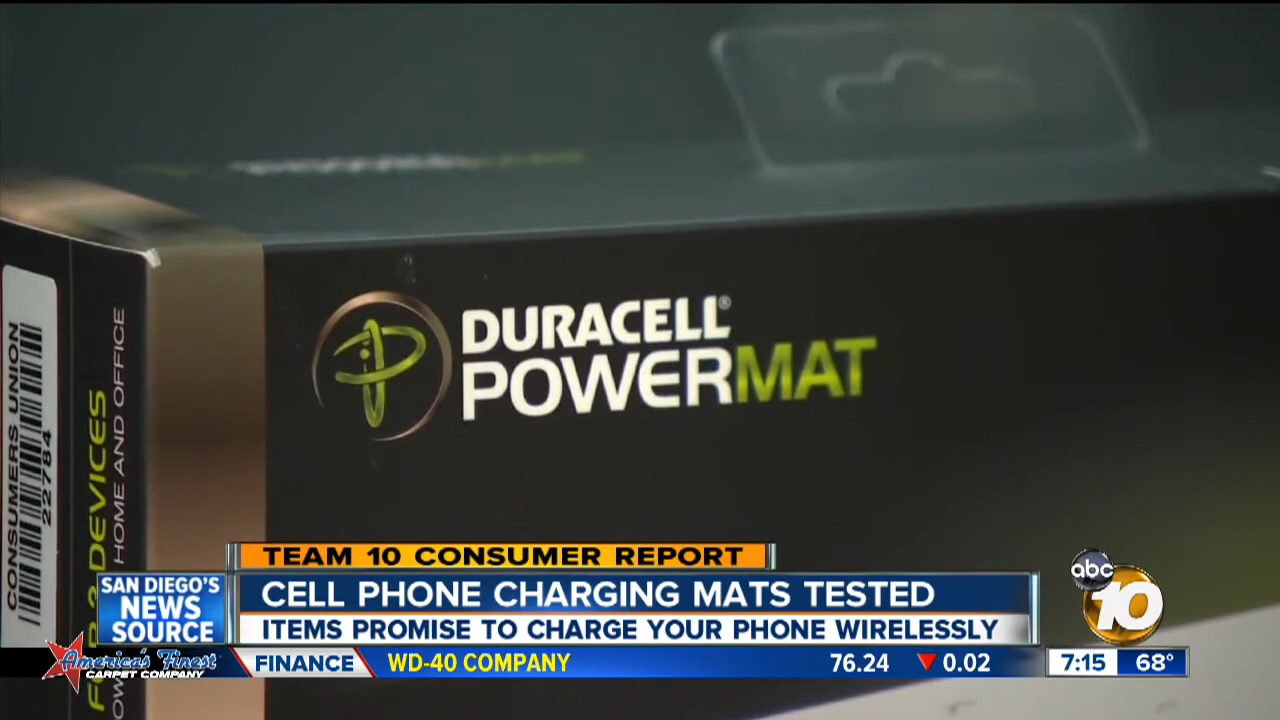 DURACELL®
POWERMAT
CONSUMERS UNION
22784
DEVICES
HOME AND OFFICE
TEAM 10 CONSUMER REPORT
SAN DIEGO'S
NEWS
SOURCE
CELL PHONE CHARGING MATS TESTED
ITEMS PROMISE TO CHARGE YOUR PHONE WIRELESSLY
abc
10
America's Finest
CARPET COMPANY
FINANCE
WD-40 COMPANY
76.24
0.02
7:15
68°